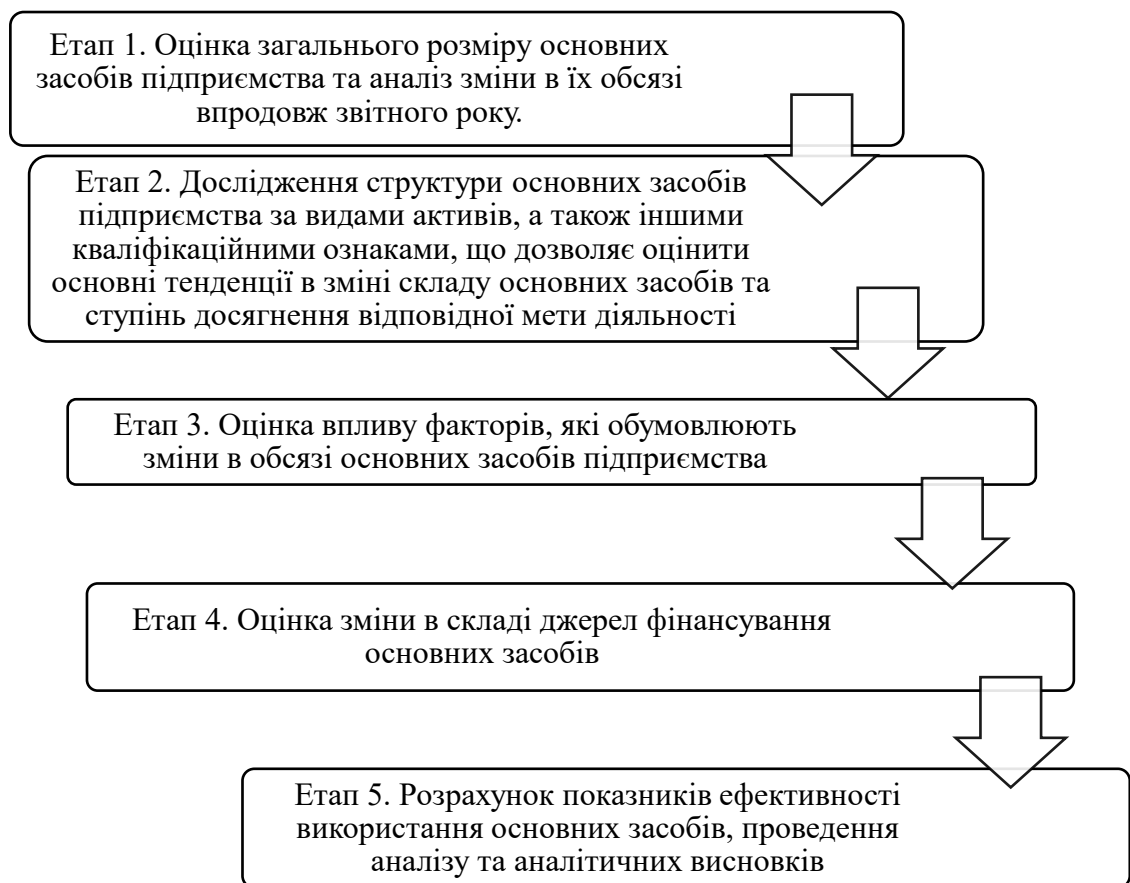 Етап 1. Оцінка загальнього розміру основних
засобів підприємства та аналіз зміни в їх обсязі
впродовж звітного року.
Етап 2. Дослідження структури основних засобів
підприємства за видами активів, а також іншими
кваліфікаційними ознаками, що дозволяє оцінити
основні тенденції в зміні складу основних засобів та
ступінь досягнення відповідної мети діяльності
Етап 3. Оцінка впливу факторів, які обумовлюють
зміни в обсязі основних засобів підприємства
Етап 4. Оцінка зміни в складі джерел фінансування
основних засобів
Етап 5. Розрахунок показників ефективності
використання основних засобів, проведення
аналізу та аналітичних висновків